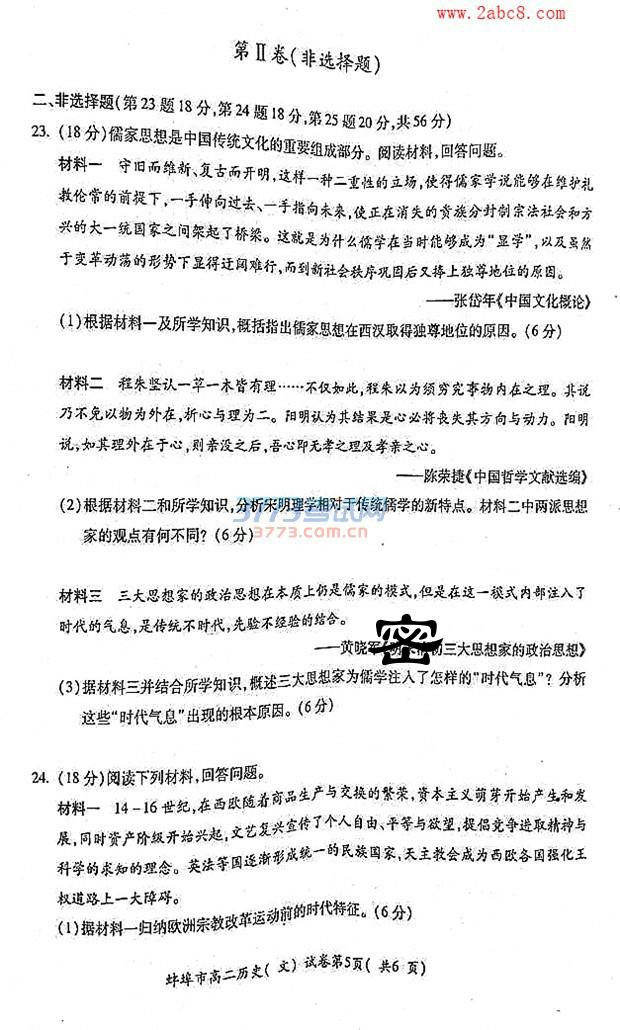 www.2abc8.com
第Ⅱ卷(非选择题)
二、非选择题(第23题18分,第24题18分,第25题20分,共56分)
23.(18分)儒家思想是中国传统文化的重要组成部分。阅读材料,回答问题。
材料一 守旧而维新、复古而开明,这样一种二重性的立场,使得儒家学说能够在维护礼
教伦常的前提下,一手伸向过去、一手指向未来,使正在消失的贵族分封制宗法社会和方
兴的大一统国家之间架起了桥梁。这就是为什么儒学在当时能够成为“显学”,以及虽然
于变革动荡的形势下显得迂阔难行,而到新社会秩序巩固后又捧上独尊地位的原因。
——张岱年《中国文化概论》
(1)根据材料一及所学知识,概括指出儒家思想在西汉取得独尊地位的原因。(6分)
材料二 程朱坚认一草一木皆有理……不仅如此,程朱以为须穷究事物内在之理。其说
乃不免以物为外在,析心与理为二。阳明认为其结果是心必将丧失其方向与动力。阳明
说,如其理外在于心,则亲没之后,吾心即无孝之理及孝亲之心。
——陈荣捷《中国哲学文献选编》
(2)根据材料二和所学知识,分析宋明理学相对于传统儒学的新特点。材料二中两派思想
家的观点有何不同?(6分)
3773考试网
3773.com.cn
材料三 三大思想家的政治思想在本质上仍是儒家的模式,但是在这一模式内部注入了
时代的气息,是传统不时代,先验不经验的结合。
——黄晓军《初三大思想家的政治思想》
密
(3)据材料三并结合所学知识,概述三大思想家为儒学注入了怎样的“时代气息”?分析
这些“时代气息”出现的根本原因。(6分)
24.(18分)阅读下列材料,回答问题。
材料一 14-16世纪,在西欧随着商品生产与交换的繁荣,资本主义萌芽开始产生和发
展,同时资产阶级开始兴起,文艺复兴宣传了个人自由、平等与欲望,提倡竞争进取精神与
科学的求知的理念。英法等国逐渐形成统一的民族国家,天主教会成为西欧各国强化王
权道路上一大障碍。
(1)据材料一归纳欧洲宗教改革运动前的时代特征。(6分)
蚌埠市高二历史(文)试卷第5页(共6页)